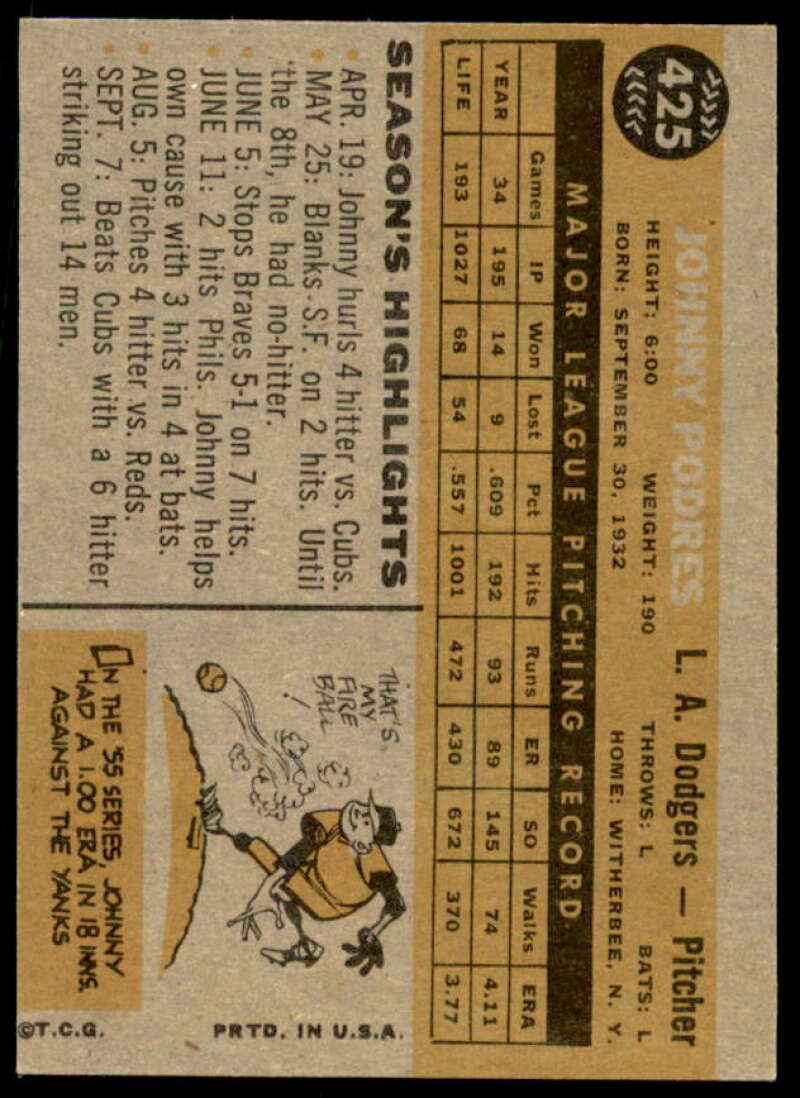 425
JOHNNY PODRES L. A. Dodgers — Pitcher
HEIGHT: 6:00 WEIGHT: 190 THROWS: L BATS: L
BORN: SEPTEMBER 30, 1932 HOME: WITHERBEE, N. Y.
MAJOR LEAGUE PITCHING RECORD
Games IP Won Lost Pct Hits Runs ER SO Walks ERA
YEAR 34 195 14 9 .609 192 93 89 145 74 4.11
LIFE 193 1027 68 54 .557 1001 472 430 672 370 3.77
SEASON'S HIGHLIGHTS
• APR. 19: Johnny hurls 4 hitter vs. Cubs.
• MAY 25: Blanks S.F. on 2 hits. Until
the 8th, he had no-hitter.
• JUNE 5: Stops Braves 5-1 on 7 hits.
• JUNE 11: 2 hits Phils. Johnny helps
own cause with 3 hits in 4 at bats.
• AUG. 5: Pitches 4 hitter vs. Reds.
• SEPT. 7: Beats Cubs with a 6 hitter
striking out 14 men.
THAT'S
MY
FIRE
BALL
!
IN THE '55 SERIES, JOHNNY
HAD A 1.00 ERA IN 18 INNS.
AGAINST THE YANKS
©T.C.G. PRTD. IN U.S.A.